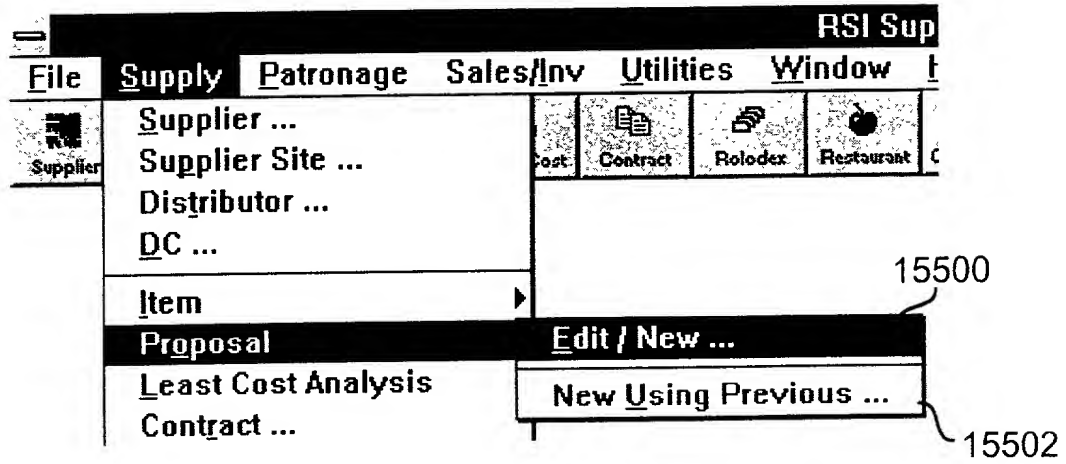 RSI Sup
File Supply Patronage Sales/Inv Utilities Window
Supplier Cost Contract Rolodex Restaurant
Supplier ...
Supplier Site ...
Distributor ...
DC ...
15500
Item
Proposal Edit / New ...
Least Cost Analysis New Using Previous ...
Contract ...
15502